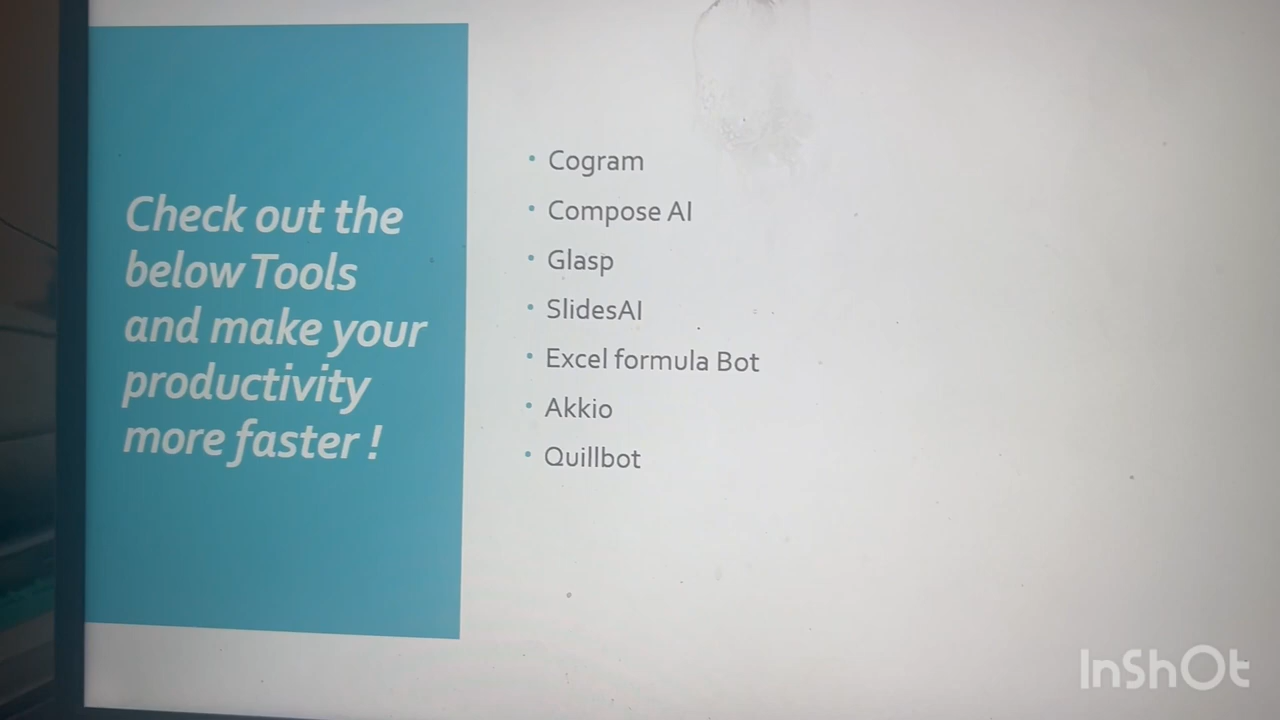 Check out the
below Tools
and make your
productivity
more faster !
• Cogram
• Compose AI
• Glasp
• SlidesAI
• Excel formula Bot
• Akkio
• Quillbot
InShOt